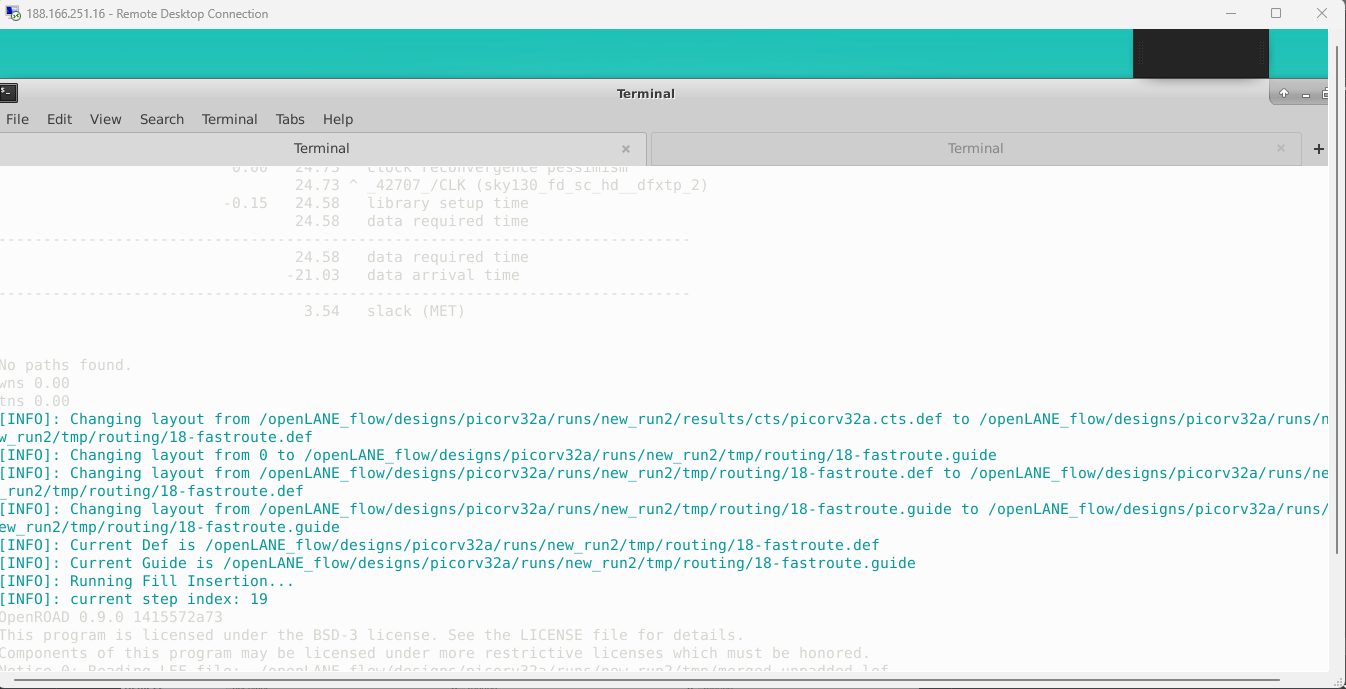 188.166.251.16 - Remote Desktop Connection
Terminal
File Edit View Search Terminal Tabs Help
Terminal Terminal
0.00 24.73 clock reconvergence pessimism
24.73 ^ _42707_/CLK (sky130_fd_sc_hd__dfxtp_2)
-0.15 24.58 library setup time
24.58 data required time
-----------------------------------------------------------------------------
24.58 data required time
-21.03 data arrival time
-----------------------------------------------------------------------------
3.54 slack (MET)
No paths found.
wns 0.00
tns 0.00
[INFO]: Changing layout from /openLANE_flow/designs/picorv32a/runs/new_run2/results/cts/picorv32a.cts.def to /openLANE_flow/designs/picorv32a/runs/n
w_run2/tmp/routing/18-fastroute.def
[INFO]: Changing layout from 0 to /openLANE_flow/designs/picorv32a/runs/new_run2/tmp/routing/18-fastroute.guide
[INFO]: Changing layout from /openLANE_flow/designs/picorv32a/runs/new_run2/tmp/routing/18-fastroute.def to /openLANE_flow/designs/picorv32a/runs/ne
_run2/tmp/routing/18-fastroute.def
[INFO]: Changing layout from /openLANE_flow/designs/picorv32a/runs/new_run2/tmp/routing/18-fastroute.guide to /openLANE_flow/designs/picorv32a/runs/
ew_run2/tmp/routing/18-fastroute.guide
[INFO]: Current Def is /openLANE_flow/designs/picorv32a/runs/new_run2/tmp/routing/18-fastroute.def
[INFO]: Current Guide is /openLANE_flow/designs/picorv32a/runs/new_run2/tmp/routing/18-fastroute.guide
[INFO]: Running Fill Insertion...
[INFO]: current step index: 19
OpenROAD 0.9.0 1415572a73
This program is licensed under the BSD-3 license. See the LICENSE file for details.
Components of this program may be licensed under more restrictive licenses which must be honored.
Notice 0: Reading LEF file: /openLANE_flow/designs/picorv32a/runs/new_run2/tmp/merged_unpadded.lef